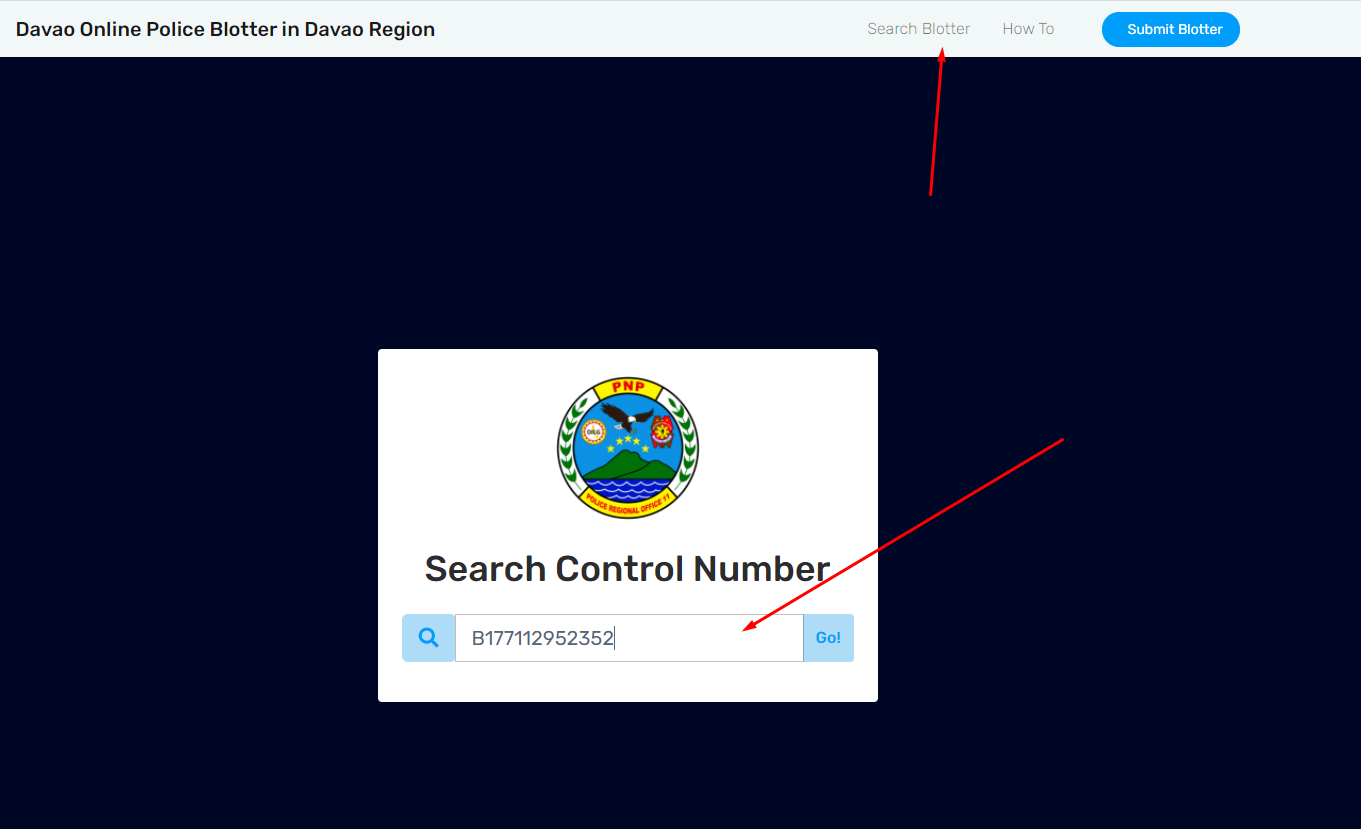 Davao Online Police Blotter in Davao Region
Search Blotter
How To
Submit Blotter
PNP
DILG
POLICE REGIONAL OFFICE 11
Search Control Number
B177112952352
Go!